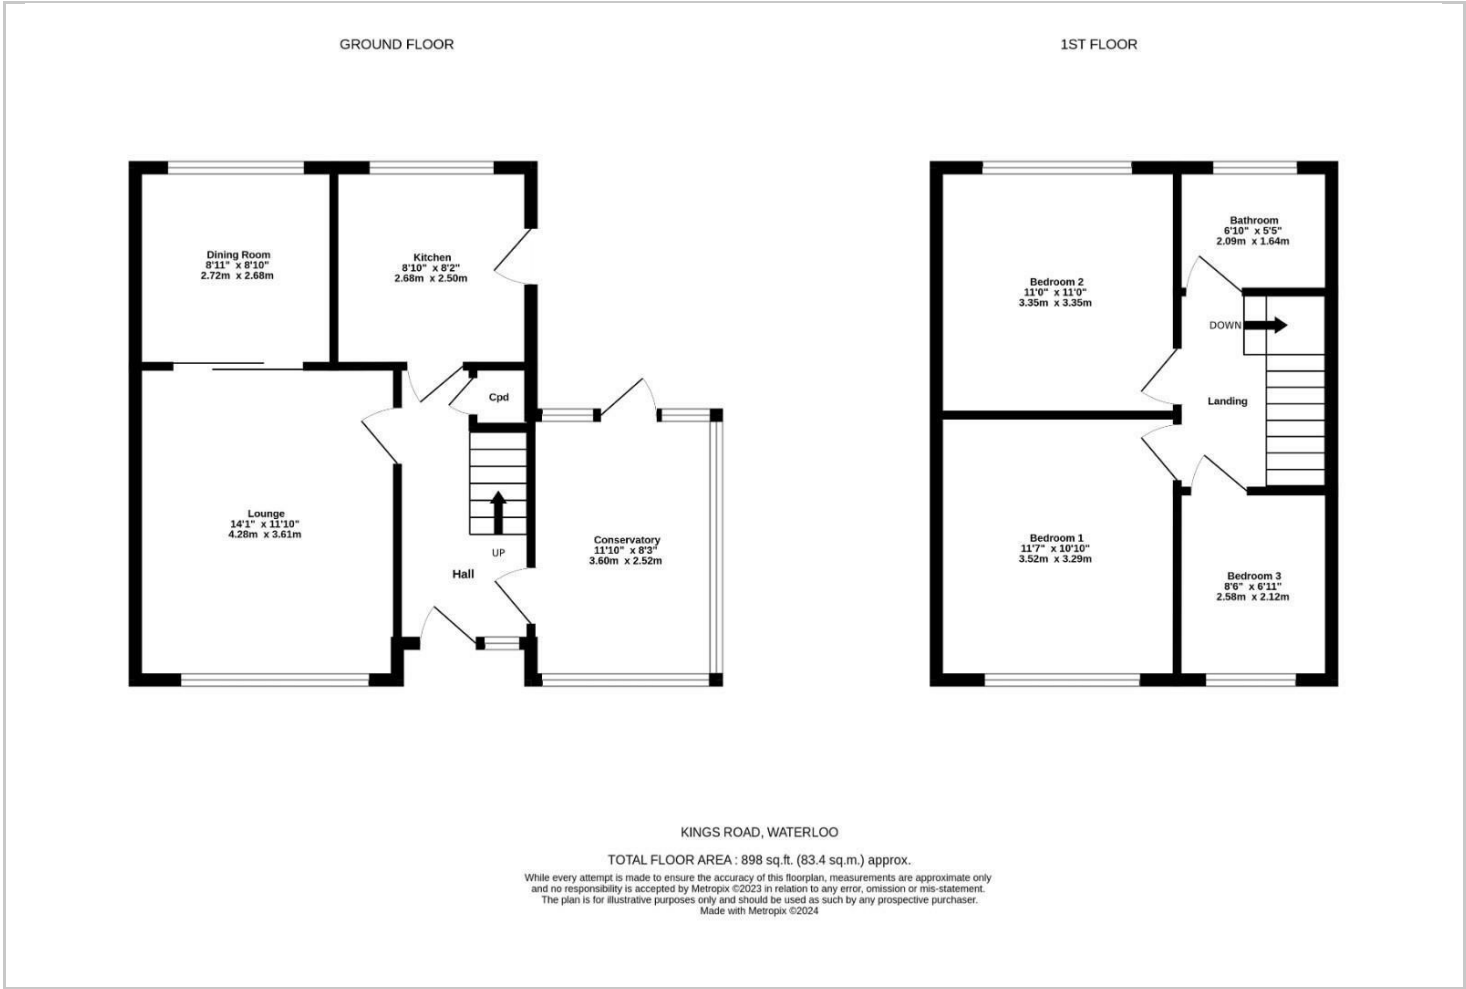 GROUND FLOOR
1ST FLOOR
Dining Room
8'11" x 8'10"
2.72m x 2.68m
Kitchen
8'10" x 8'2"
2.68m x 2.50m
Cpd
Lounge
14'1" x 11'10"
4.28m x 3.61m
UP
Hall
Conservatory
11'10" x 8'3"
3.60m x 2.52m
Bathroom
6'10" x 5'5"
2.09m x 1.64m
Bedroom 2
11'0" x 11'0"
3.35m x 3.35m
DOWN
Landing
Bedroom 1
11'7" x 10'10"
3.52m x 3.29m
Bedroom 3
8'6" x 6'11"
2.58m x 2.12m
KINGS ROAD, WATERLOO
TOTAL FLOOR AREA : 898 sq.ft. (83.4 sq.m.) approx.
While every attempt is made to ensure the accuracy of this floorplan, measurements are approximate only
and no responsibility is accepted by Metropix ©2023 in relation to any error, omission or mis-statement.
The plan is for illustrative purposes only and should be used as such by any prospective purchaser.
Made with Metropix ©2024